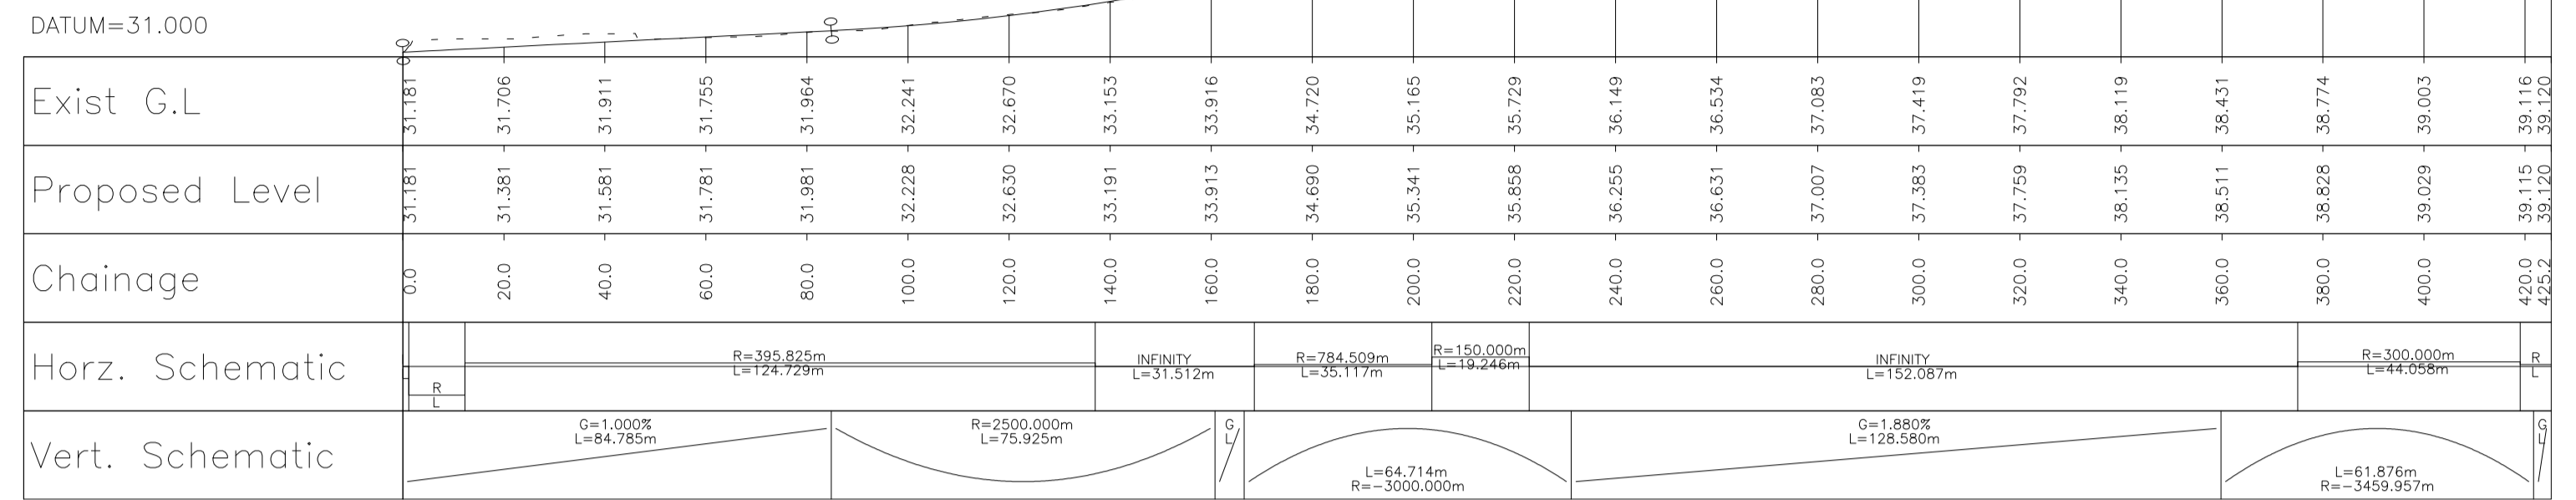 DATUM=31.000
Exist G.L 31.181 31.706 31.911 31.755 31.964 32.241 32.670 33.153 33.916 34.720 35.165 35.729 36.149 36.534 37.083 37.419 37.792 38.119 38.431 38.774 39.003 39.116 39.120
Proposed Level 31.181 31.381 31.581 31.781 31.981 32.228 32.630 33.191 33.913 34.690 35.341 35.858 36.255 36.631 37.007 37.383 37.759 38.135 38.511 38.828 39.029 39.115 39.120
Chainage 0.0 20.0 40.0 60.0 80.0 100.0 120.0 140.0 160.0 180.0 200.0 220.0 240.0 260.0 280.0 300.0 320.0 340.0 360.0 380.0 400.0 420.0 425.2
Horz. Schematic
R
L
R=395.825m
L=124.729m
INFINITY
L=31.512m
R=784.509m
L=35.117m
R=150.000m
L=19.246m
INFINITY
L=152.087m
R=300.000m
L=44.058m
R
L
Vert. Schematic
G=1.000%
L=84.785m
R=2500.000m
L=75.925m
G
L
L=64.714m
R=-3000.000m
G=1.880%
L=128.580m
L=61.876m
R=-3459.957m
G
L